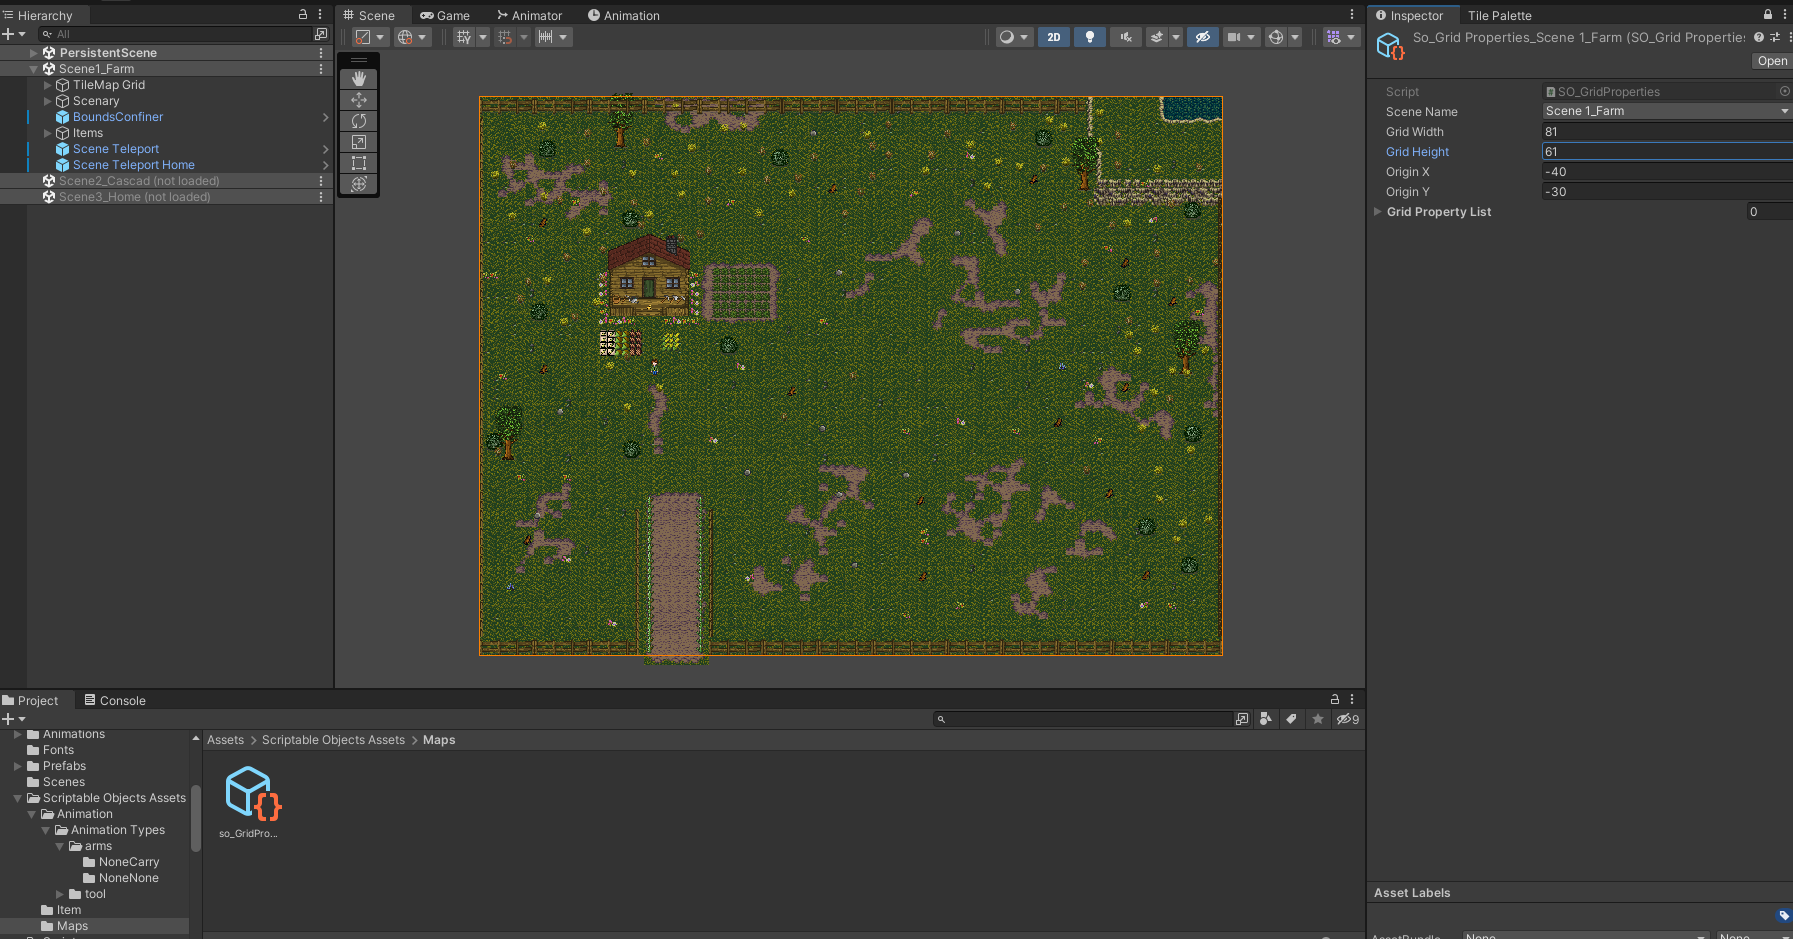 Hierarchy
All
PersistentScene
Scene1_Farm
TileMap Grid
Scenary
BoundsConfiner
Items
Scene Teleport
Scene Teleport Home
Scene2_Cascad (not loaded)
Scene3_Home (not loaded)
Scene
Game
Animator
Animation
2D
Inspector
Tile Palette
So_Grid Properties_Scene 1_Farm (SO_Grid Properties
Open
Script
SO_GridProperties
Scene Name
Scene 1_Farm
Grid Width
81
Grid Height
61
Origin X
-40
Origin Y
-30
Grid Property List
0
Project
Console
9
Animations
Fonts
Prefabs
Scenes
Scriptable Objects Assets
Animation
Animation Types
arms
NoneCarry
NoneNone
tool
Item
Maps
Assets > Scriptable Objects Assets > Maps
so_GridPro...
Asset Labels
AssetBundle
None
None